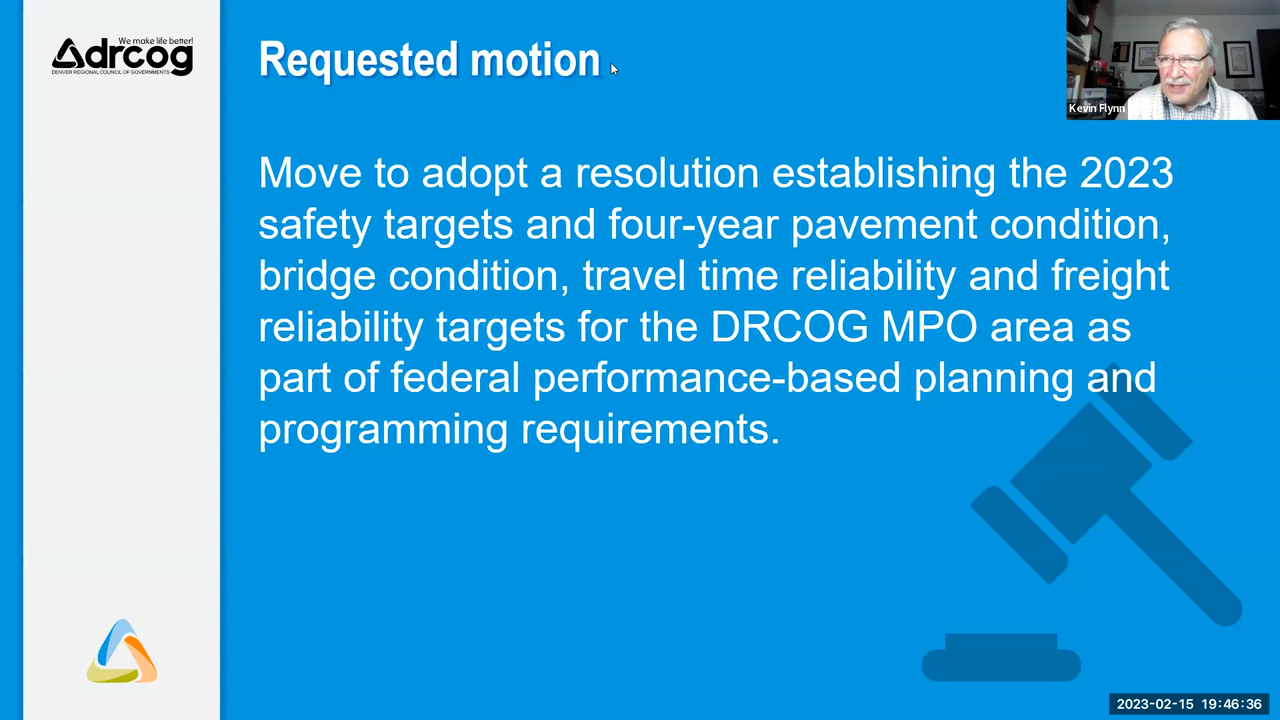 We make life better!
drcog
DENVER REGIONAL COUNCIL OF GOVERNMENTS
Requested motion
Kevin Flynn
Move to adopt a resolution establishing the 2023
safety targets and four-year pavement condition,
bridge condition, travel time reliability and freight
reliability targets for the DRCOG MPO area as
part of federal performance-based planning and
programming requirements.
2023-02-15 19:46:36